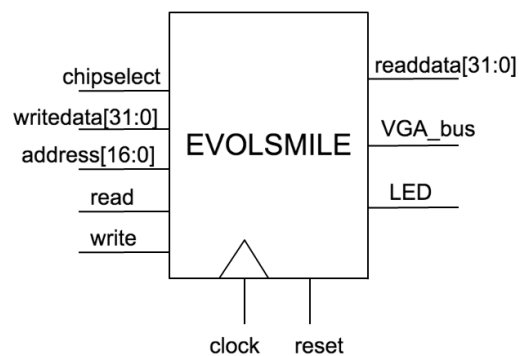 chipselect
writedata[31:0]
address[16:0]
read
write
EVOLSMILE
readdata[31:0]
VGA_bus
LED
clock
reset